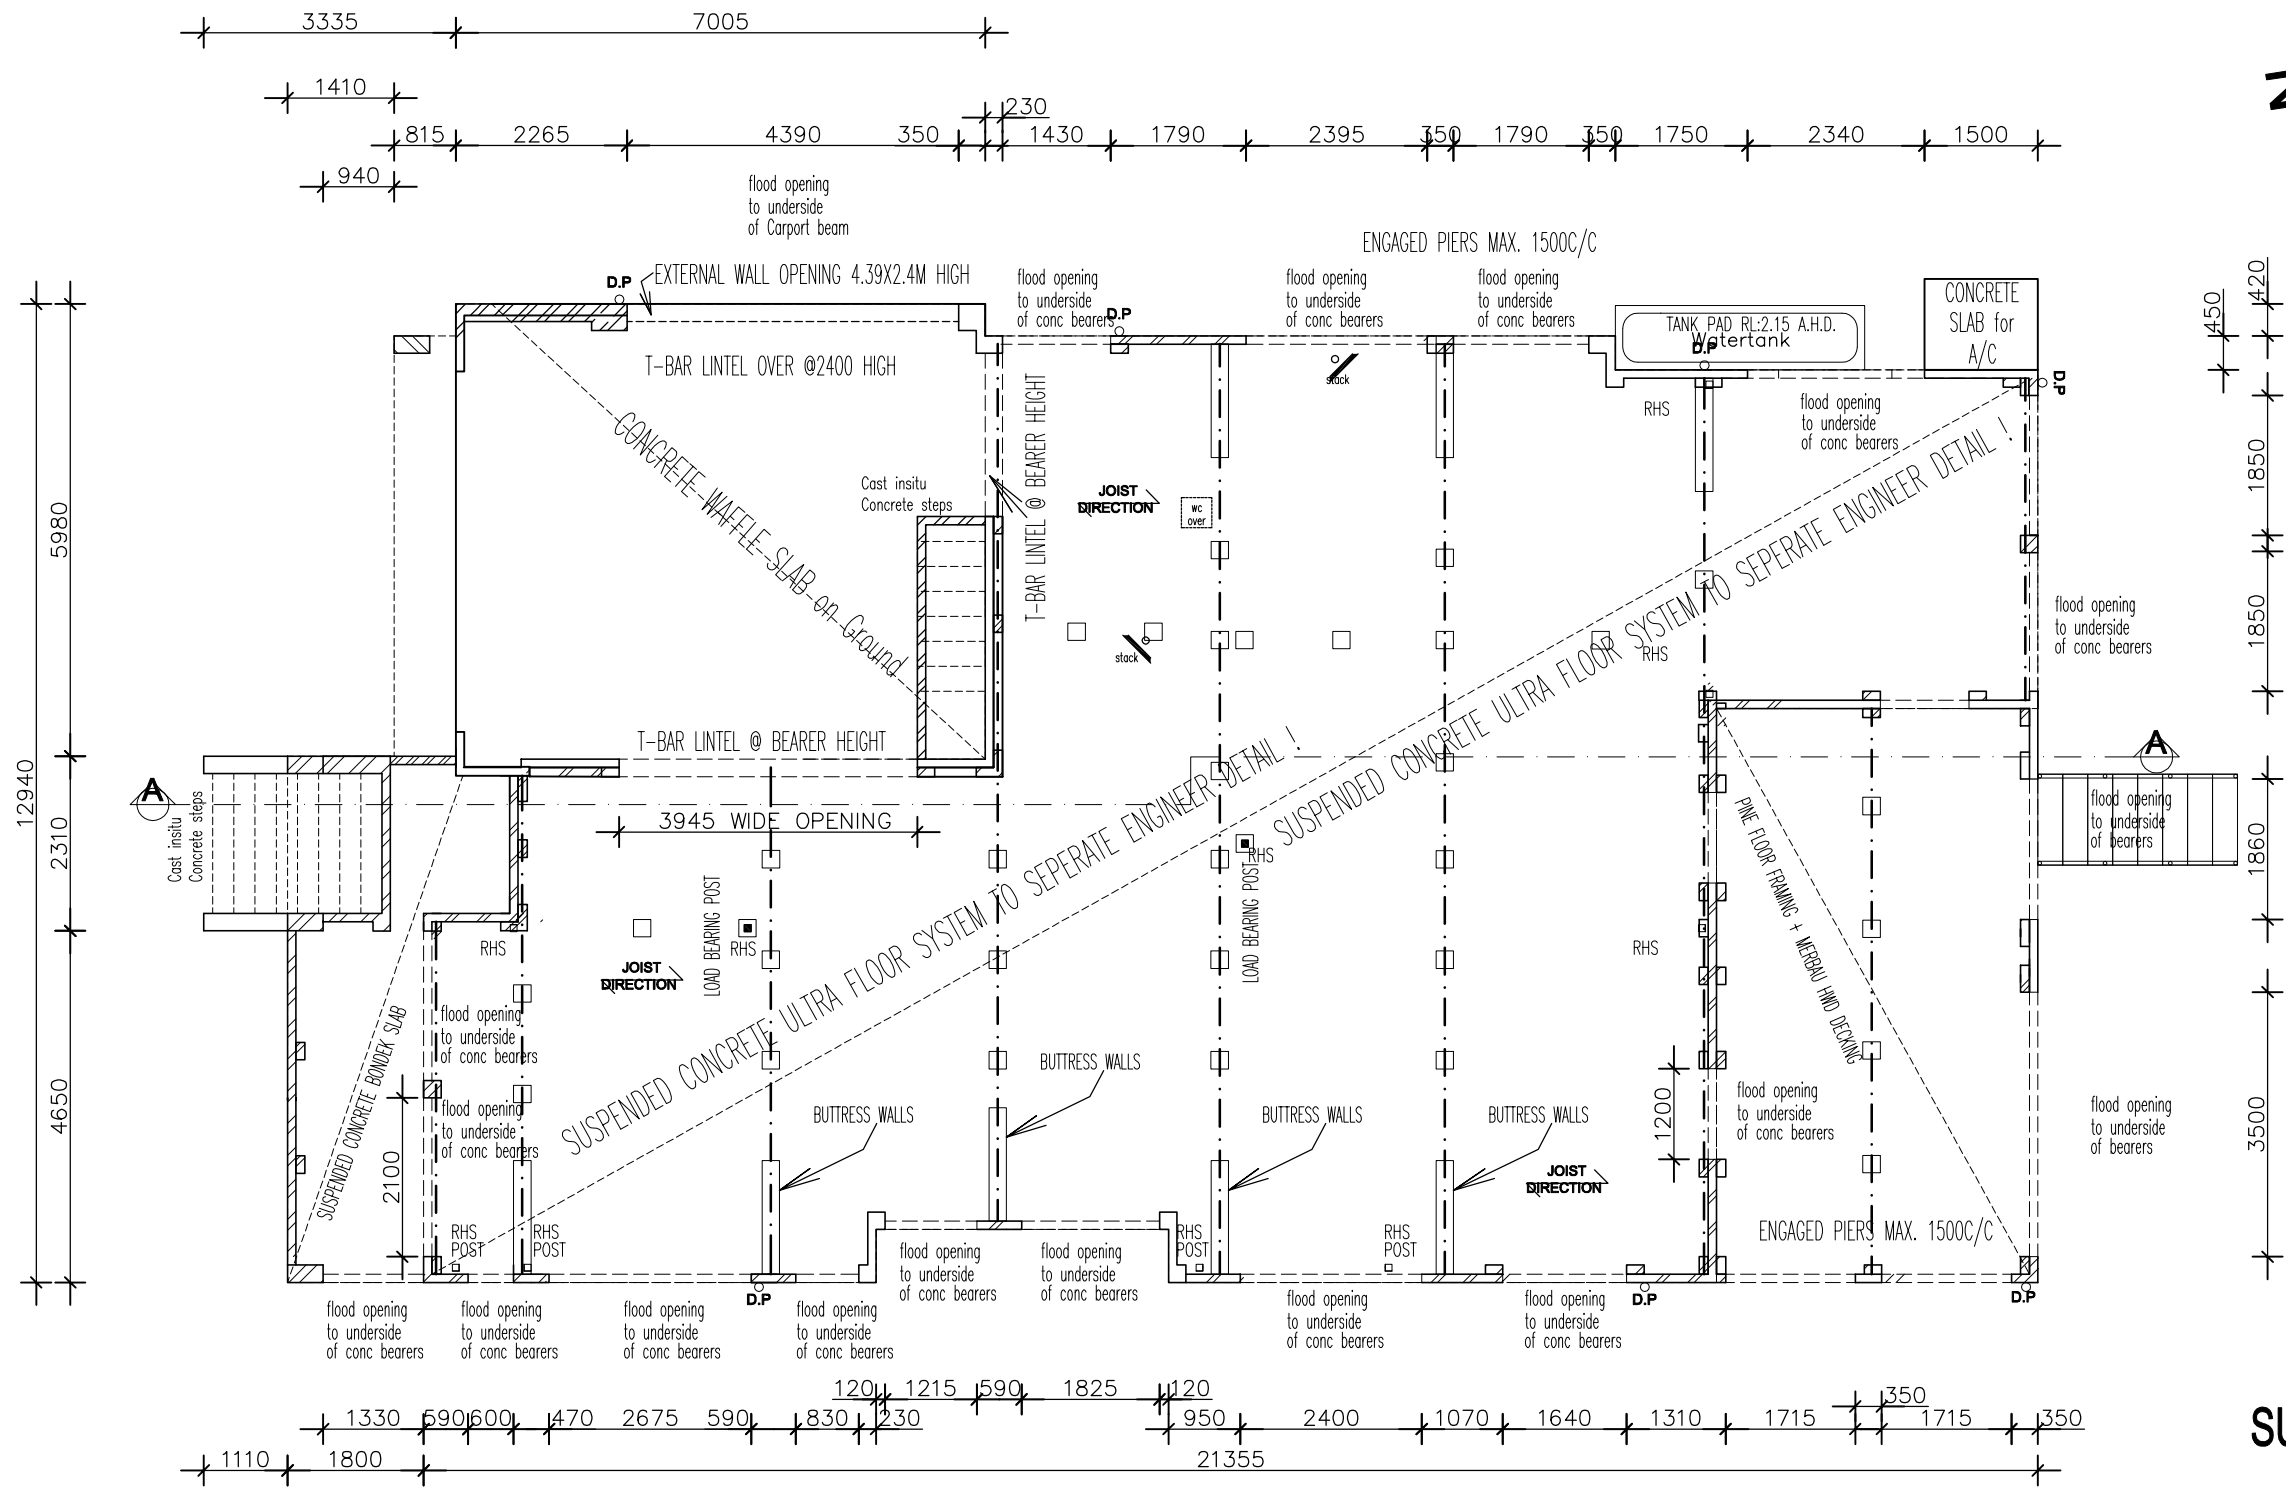 3335
7005
1410
230
815
2265
4390
350
1430
1790
2395
350
1790
350
1750
2340
1500
940
flood opening
to underside
of Carport beam
ENGAGED PIERS MAX. 1500C/C
EXTERNAL WALL OPENING 4.39X2.4M HIGH
D.P
flood opening
to underside
of conc bearers
D.P
flood opening
to underside
of conc bearers
flood opening
to underside
of conc bearers
CONCRETE
SLAB for
A/C
420
450
TANK PAD RL:2.15 A.H.D.
Watertank
D.P
T-BAR LINTEL OVER @2400 HIGH
stack
D.P
RHS
flood opening
to underside
of conc bearers
CONCRETE WAFFLE SLAB on Ground
T-BAR LINTEL @ BEARER HEIGHT
Cast insitu
Concrete steps
JOIST
DIRECTION
wc
over
1850
5980
flood opening
to underside
of conc bearers
1850
stack
RHS
SUSPENDED CONCRETE ULTRA FLOOR SYSTEM TO SEPERATE ENGINEER DETAIL !
T-BAR LINTEL @ BEARER HEIGHT
A
A
12940
2310
Cast insitu
Concrete steps
3945 WIDE OPENING
flood opening
to underside
of bearers
1860
RHS
LOAD BEARING POST
LOAD BEARING POST
PINE FLOOR FRAMING + MERBAU HWD DECKING
RHS
RHS
RHS
JOIST
DIRECTION
SUSPENDED CONCRETE ULTRA FLOOR SYSTEM TO SEPERATE ENGINEER DETAIL !
SUSPENDED CONCRETE BONDEK SLAB
flood opening
to underside
of conc bearers
BUTTRESS WALLS
4650
flood opening
to underside
of conc bearers
BUTTRESS WALLS
BUTTRESS WALLS
BUTTRESS WALLS
1200
flood opening
to underside
of conc bearers
flood opening
to underside
of bearers
3500
2100
JOIST
DIRECTION
RHS
POST
RHS
POST
RHS
POST
RHS
POST
ENGAGED PIERS MAX. 1500C/C
flood opening
to underside
of conc bearers
flood opening
to underside
of conc bearers
D.P
D.P
D.P
flood opening
to underside
of conc bearers
flood opening
to underside
of conc bearers
flood opening
to underside
of conc bearers
flood opening
to underside
of conc bearers
flood opening
to underside
of conc bearers
flood opening
to underside
of conc bearers
120
1215
590
1825
120
350
1330
590
600
470
2675
590
830
230
950
2400
1070
1640
1310
1715
1715
350
1110
1800
21355